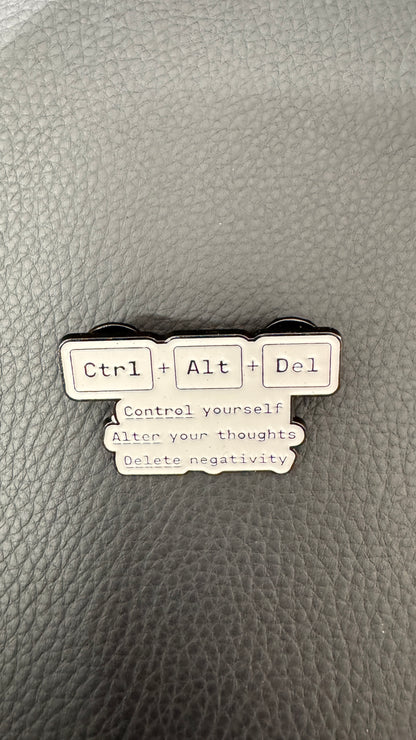 Ctrl + Alt + Del
Control yourself
Alter your thoughts
Delete negativity